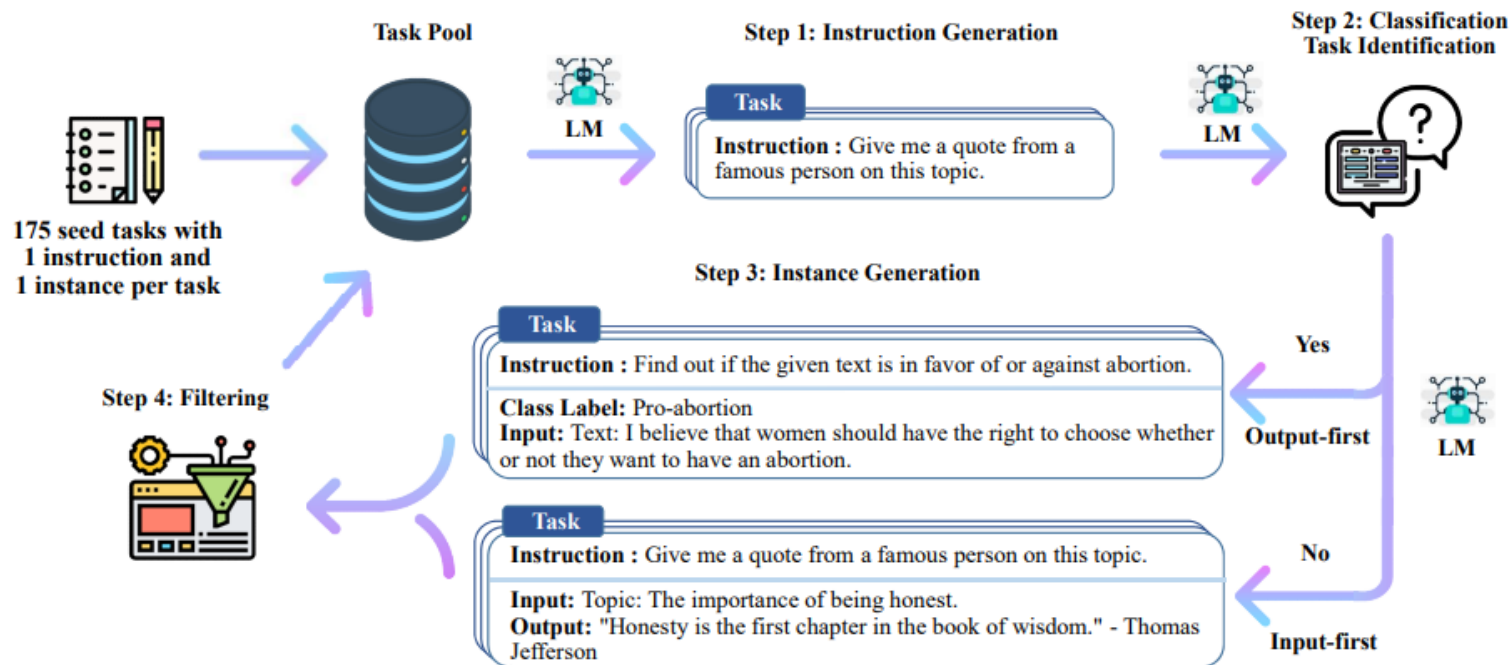 Task Pool
LM
Step 1: Instruction Generation
Task
Instruction : Give me a quote from a
famous person on this topic.
LM
Step 2: Classification
Task Identification
?
175 seed tasks with
1 instruction and
1 instance per task
Step 3: Instance Generation
Task
Instruction : Find out if the given text is in favor of or against abortion.
Class Label: Pro-abortion
Input: Text: I believe that women should have the right to choose whether
or not they want to have an abortion.
Yes
Output-first
LM
Step 4: Filtering
Task
Instruction : Give me a quote from a famous person on this topic.
Input: Topic: The importance of being honest.
Output: "Honesty is the first chapter in the book of wisdom." - Thomas
Jefferson
No
Input-first